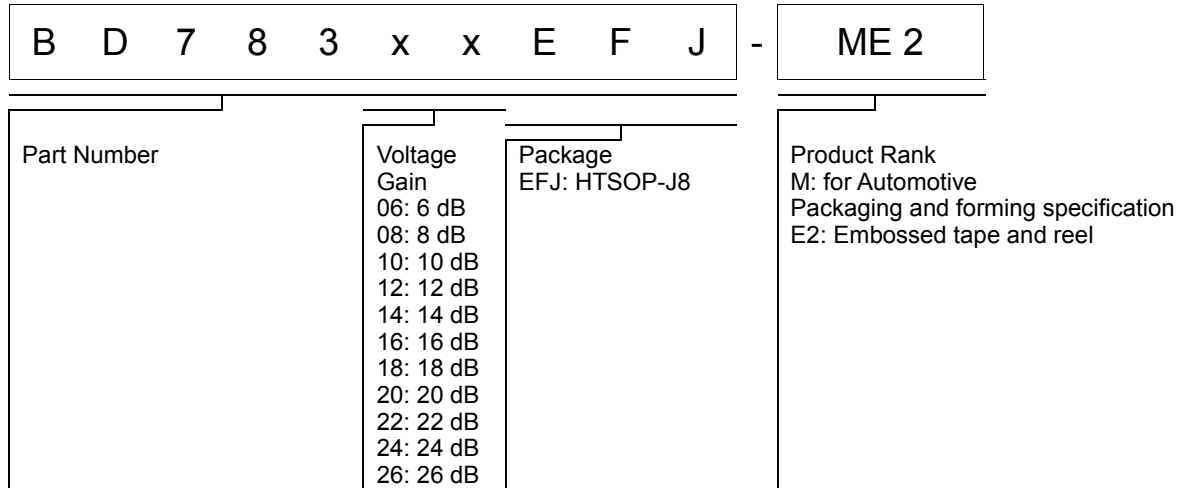 B D 7 8 3 x x E F J - ME 2
Part Number
Voltage
Gain
06: 6 dB
08: 8 dB
10: 10 dB
12: 12 dB
14: 14 dB
16: 16 dB
18: 18 dB
20: 20 dB
22: 22 dB
24: 24 dB
26: 26 dB
Package
EFJ: HTSOP-J8
Product Rank
M: for Automotive
Packaging and forming specification
E2: Embossed tape and reel